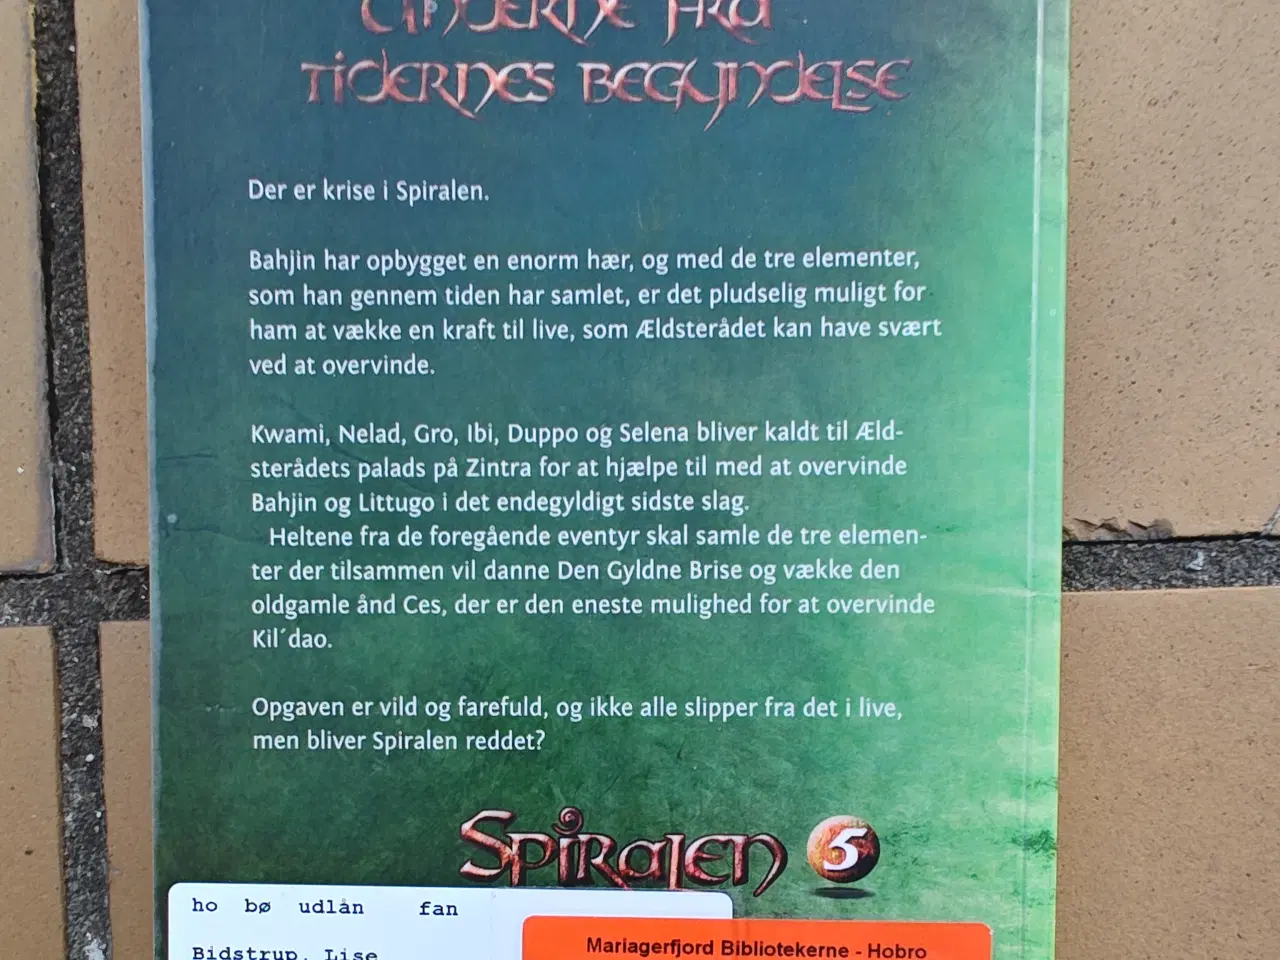 ÅNDERNE FRA
TIDERNES BEGYNDELSE
Der er krise i Spiralen.
Bahjin har opbygget en enorm hær, og med de tre elementer,
som han gennem tiden har samlet, er det pludselig muligt for
ham at vække en kraft til live, som Ældsterådet kan have svært
ved at overvinde.
Kwami, Nelad, Gro, Ibi, Duppo og Selena bliver kaldt til Æld-
sterådets palads på Zintra for at hjælpe til med at overvinde
Bahjin og Littugo i det endegyldigt sidste slag.
Heltene fra de foregående eventyr skal samle de tre elemen-
ter der tilsammen vil danne Den Gyldne Brise og vække den
oldgamle ånd Ces, der er den eneste mulighed for at overvinde
Kil´dao.
Opgaven er vild og farefuld, og ikke alle slipper fra det i live,
men bliver Spiralen reddet?
SPIRALEN 5
ho bø udlån fan
Bidstrup, Lise
Mariagerfjord Bibliotekerne - Hobro